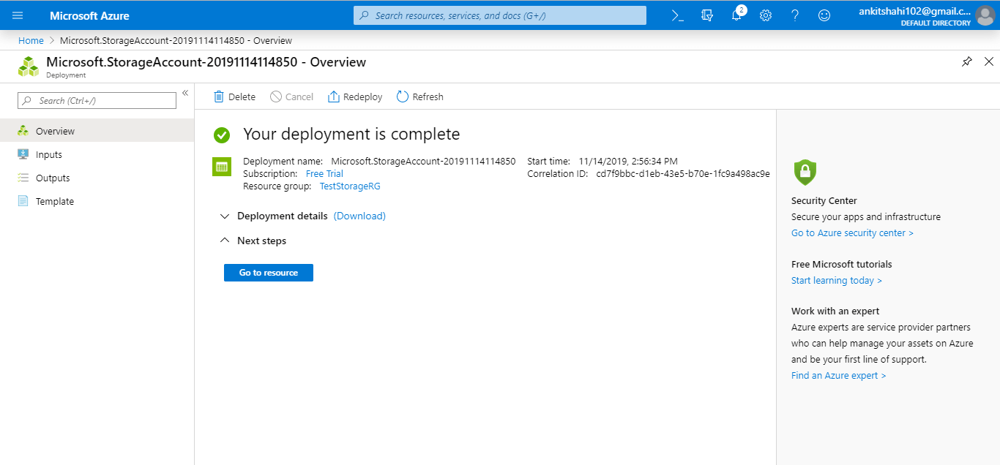 Microsoft Azure
Search resources, services, and docs (G+/)
2
ankitshahi102@gmail.c...
DEFAULT DIRECTORY
Home > Microsoft.StorageAccount-20191114114850 - Overview
Microsoft.StorageAccount-20191114114850 - Overview
Deployment
Search (Ctrl+/)
«
Overview
Inputs
Outputs
Template
Delete
Cancel
Redeploy
Refresh
Your deployment is complete
Deployment name: Microsoft.StorageAccount-20191114114850
Subscription: Free Trial
Resource group: TestStorageRG
Start time: 11/14/2019, 2:56:34 PM
Correlation ID: cd7f9bbc-d1eb-43e5-b70e-1fc9a498ac9e
Deployment details (Download)
Next steps
Go to resource
Security Center
Secure your apps and infrastructure
Go to Azure security center >
Free Microsoft tutorials
Start learning today >
Work with an expert
Azure experts are service provider partners
who can help manage your assets on Azure
and be your first line of support.
Find an Azure expert >